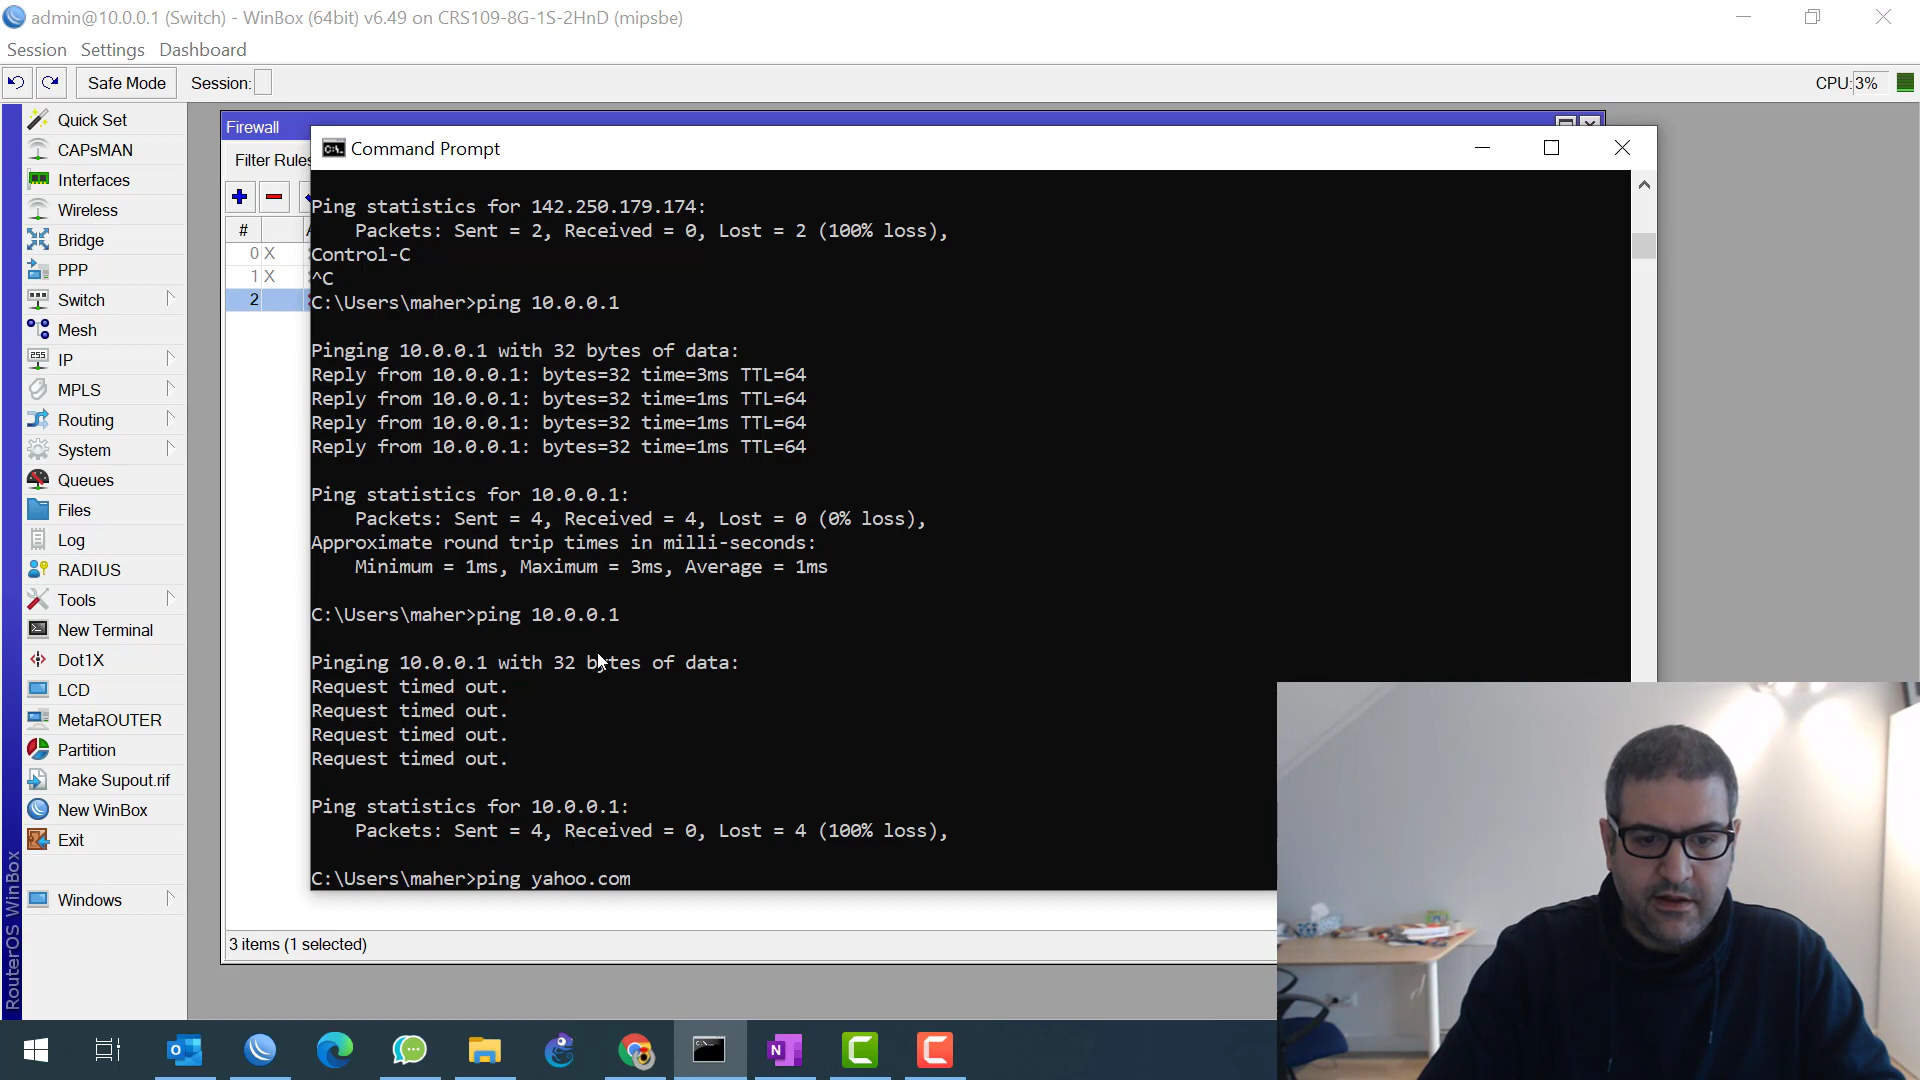 admin@10.0.0.1 (Switch) - WinBox (64bit) v6.49 on CRS109-8G-1S-2HnD (mipsbe)
Session Settings Dashboard
Safe Mode Session: CPU: 3%
Quick Set
CAPsMAN
Interfaces
Wireless
Bridge
PPP
Switch
Mesh
IP
MPLS
Routing
System
Queues
Files
Log
RADIUS
Tools
New Terminal
Dot1X
LCD
MetaROUTER
Partition
Make Supout.rif
New WinBox
Exit
Windows
RouterOS WinBox
Firewall
Filter Rules
#
0 X
1 X
2
3 items (1 selected)
Command Prompt
Ping statistics for 142.250.179.174:
Packets: Sent = 2, Received = 0, Lost = 2 (100% loss),
Control-C
^C
C:\Users\maher>ping 10.0.0.1
Pinging 10.0.0.1 with 32 bytes of data:
Reply from 10.0.0.1: bytes=32 time=3ms TTL=64
Reply from 10.0.0.1: bytes=32 time=1ms TTL=64
Reply from 10.0.0.1: bytes=32 time=1ms TTL=64
Reply from 10.0.0.1: bytes=32 time=1ms TTL=64
Ping statistics for 10.0.0.1:
Packets: Sent = 4, Received = 4, Lost = 0 (0% loss),
Approximate round trip times in milli-seconds:
Minimum = 1ms, Maximum = 3ms, Average = 1ms
C:\Users\maher>ping 10.0.0.1
Pinging 10.0.0.1 with 32 bytes of data:
Request timed out.
Request timed out.
Request timed out.
Request timed out.
Ping statistics for 10.0.0.1:
Packets: Sent = 4, Received = 0, Lost = 4 (100% loss),
C:\Users\maher>ping yahoo.com